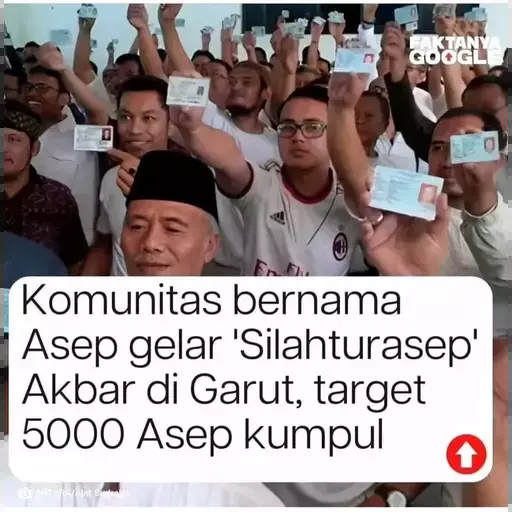 FAKTANYA
GOOGLE
Komunitas bernama
Asep gelar 'Silahturasep'
Akbar di Garut, target
5000 Asep kumpul